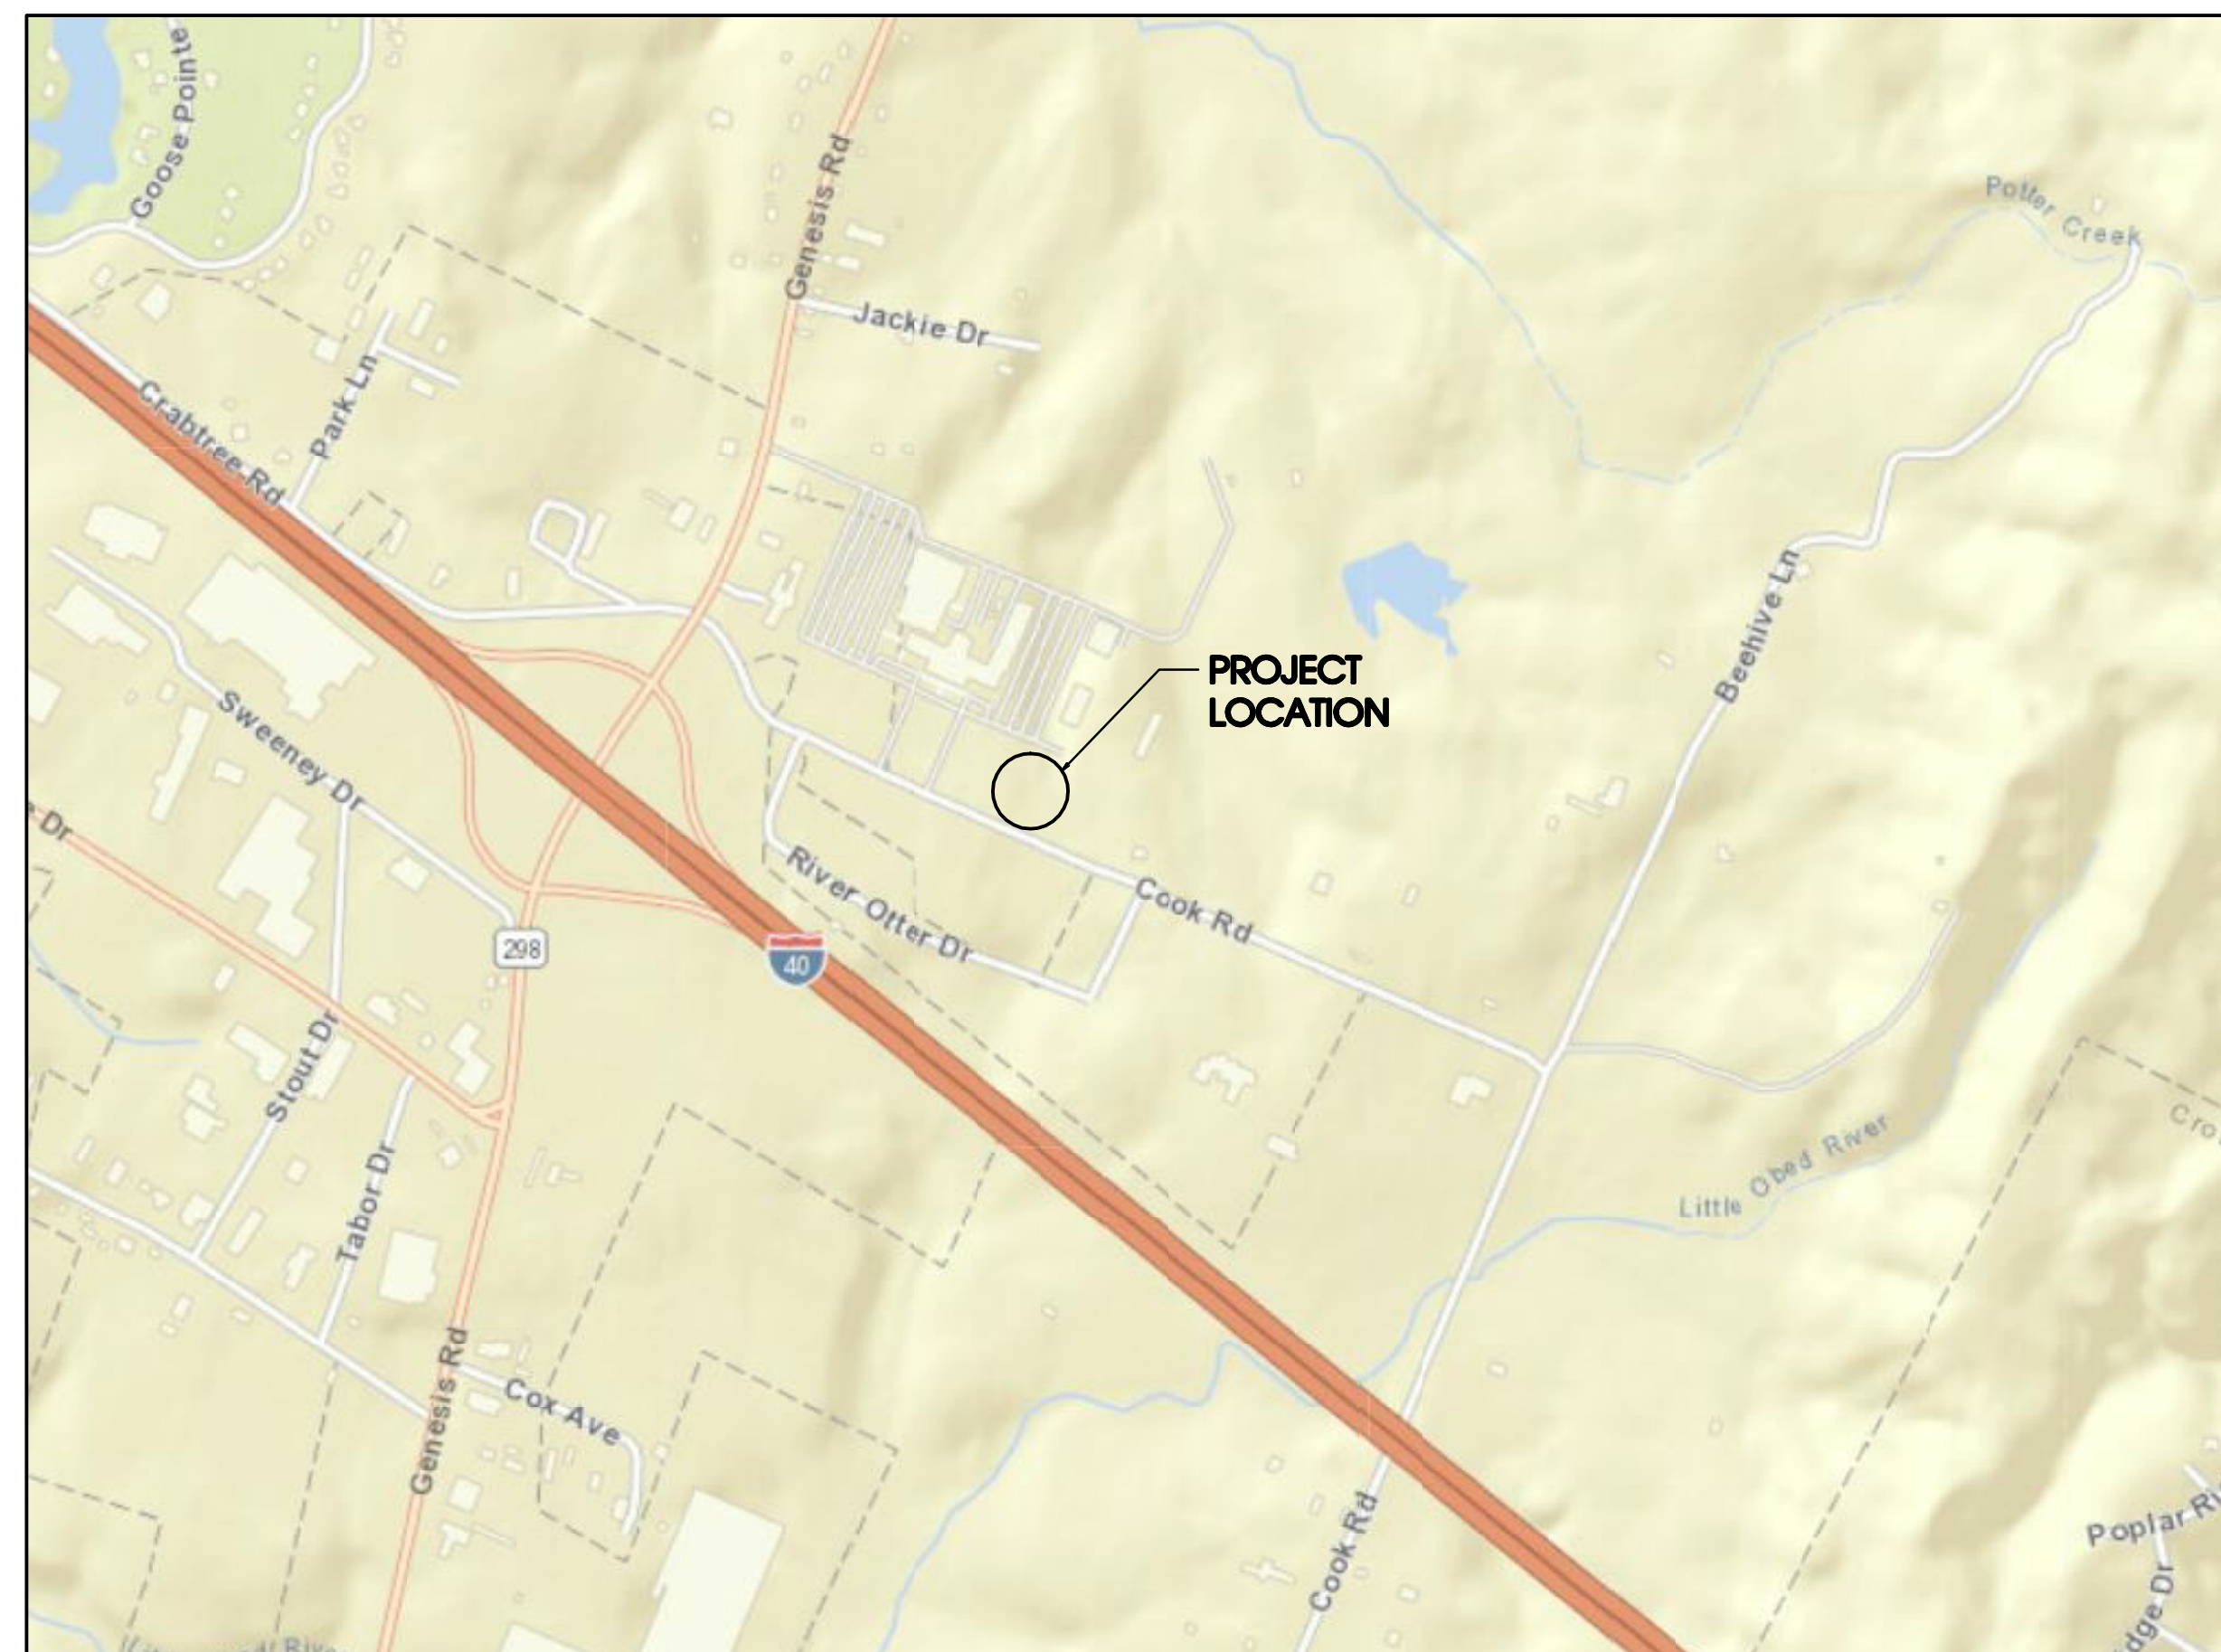 Goose Pointe
Genesis Rd
Potter Creek
Jackie Dr
Park Ln
Crabtree Rd
Beehive Ln
PROJECT
LOCATION
Sweeney Dr
Dr
River Otter Dr
Cook Rd
298
40
Stout Dr
Tabor Dr
Little Obed River
Cro
Genesis Rd
Cox Ave
Cook Rd
Poplar Ri
dge Dr